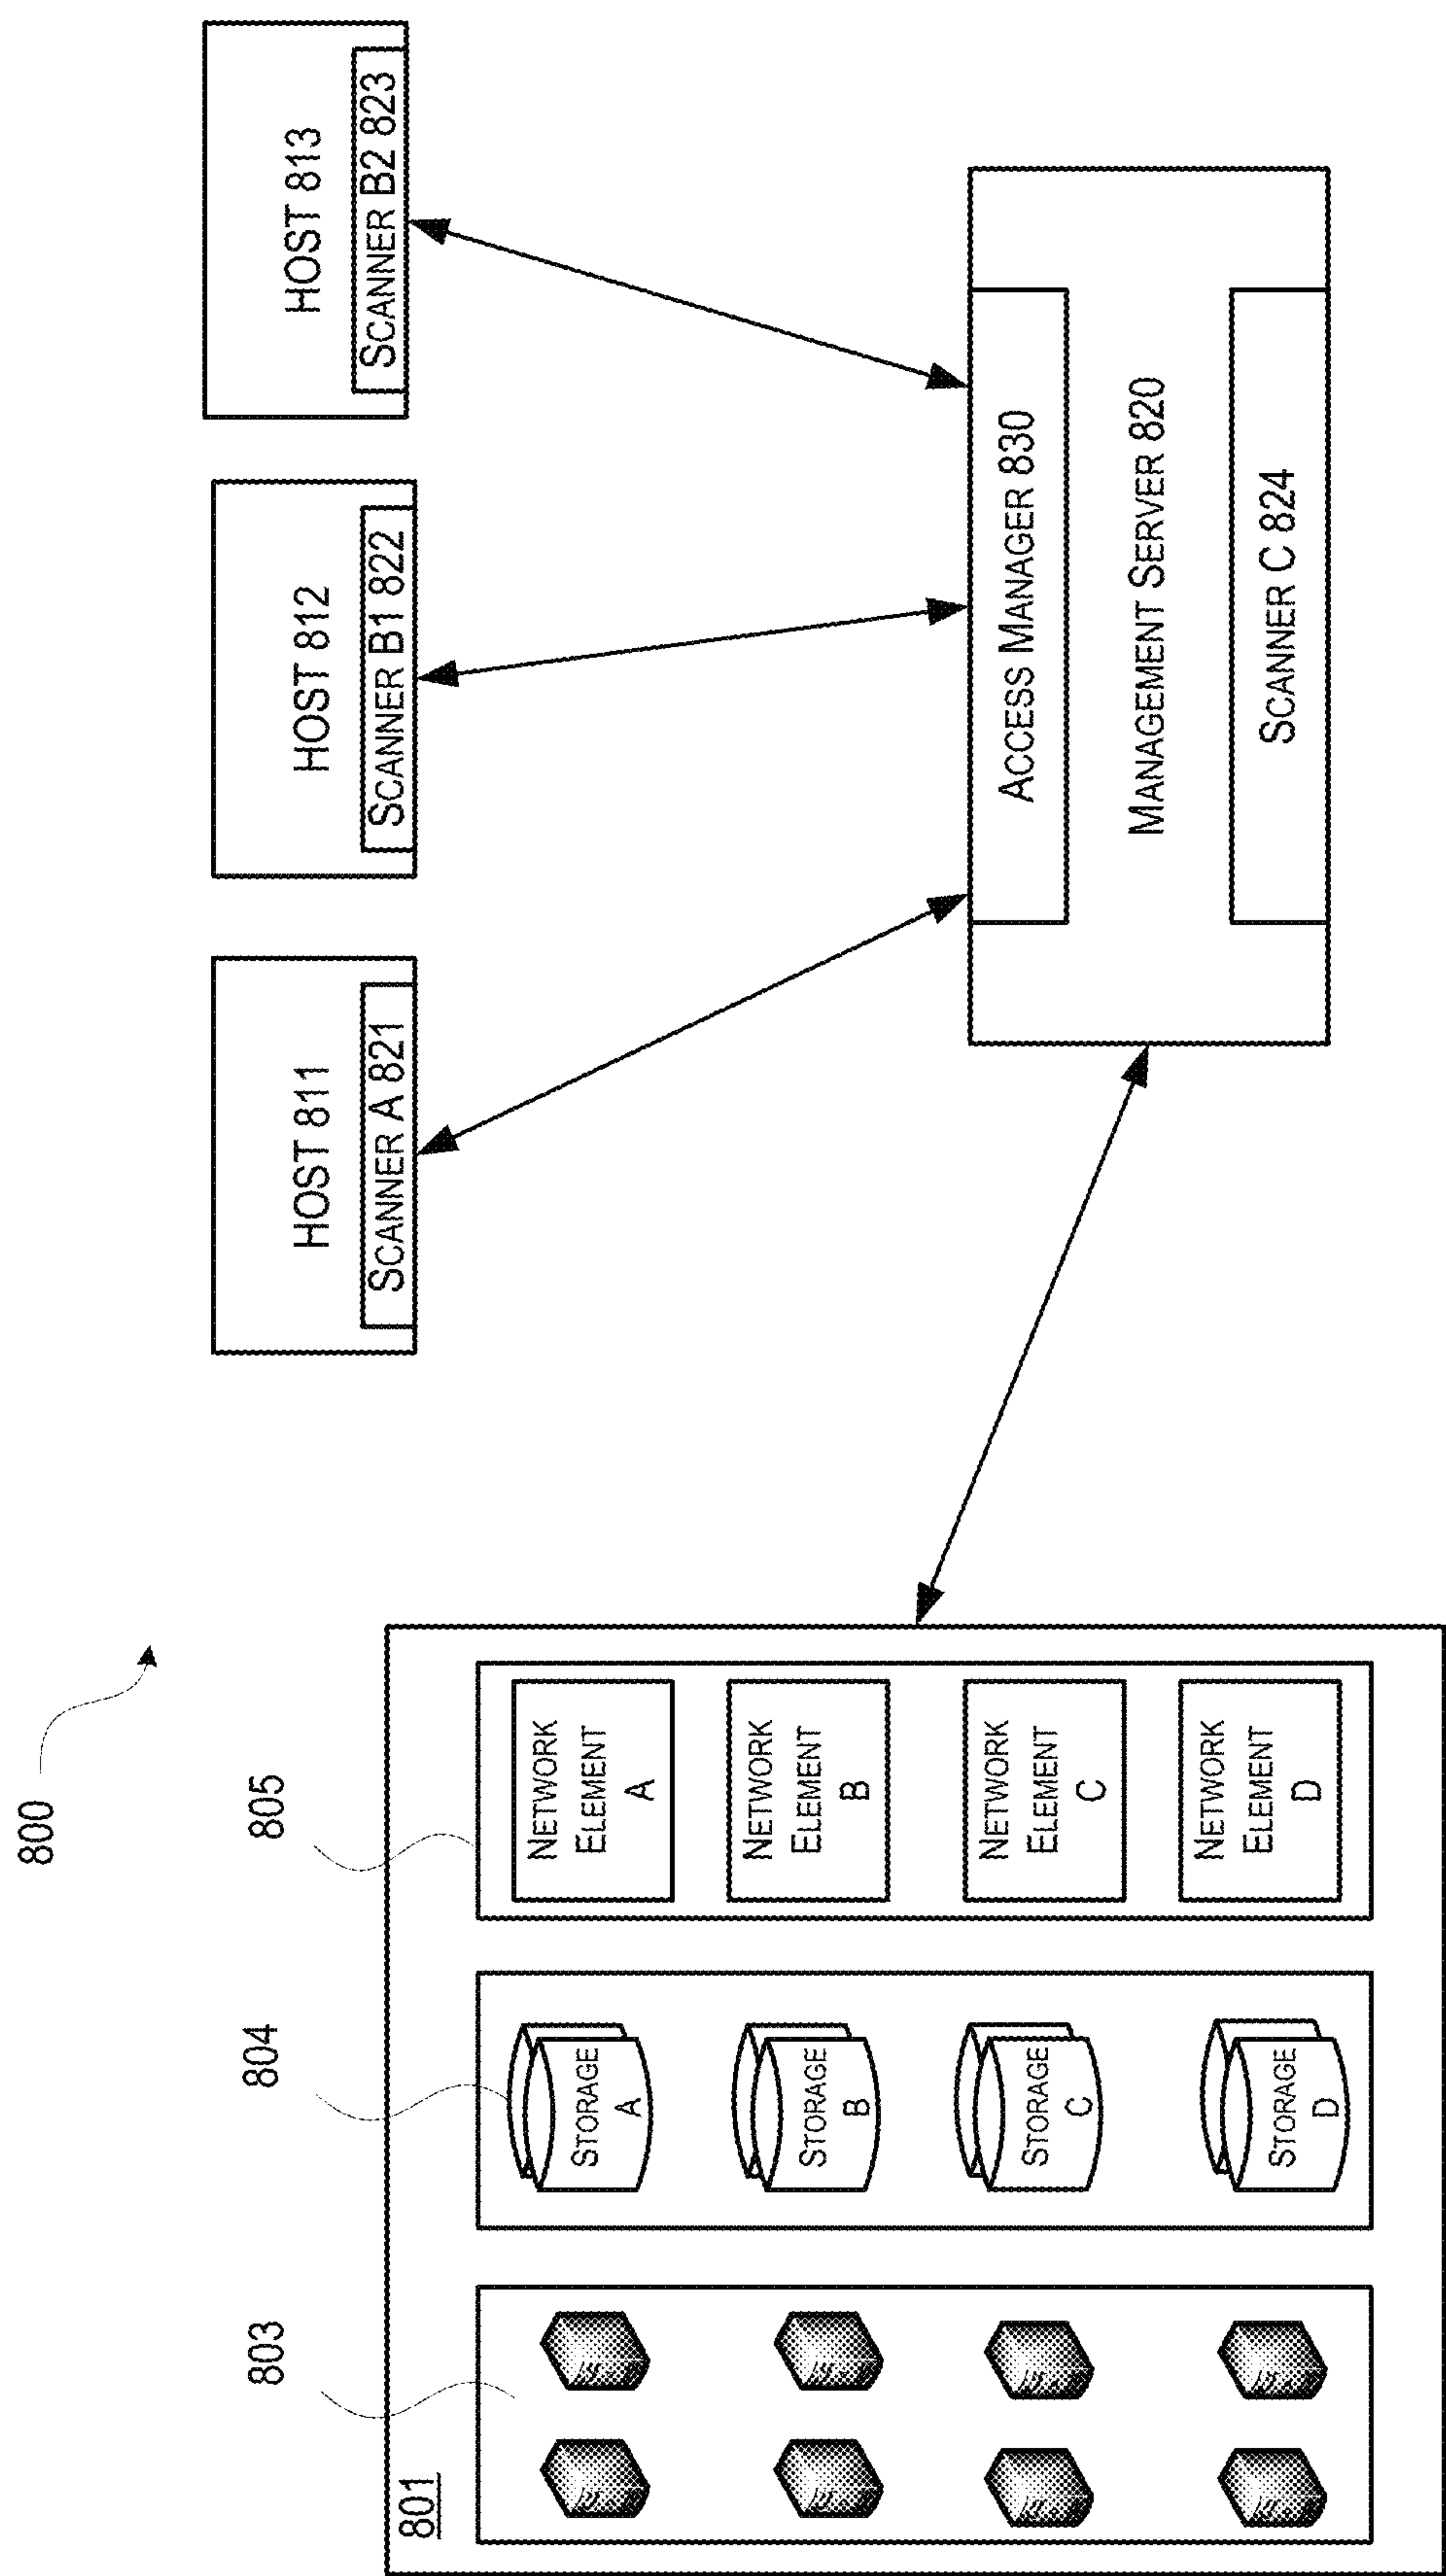 800
801
803
804
805
STORAGE
A
STORAGE
B
STORAGE
C
STORAGE
D
NETWORK
ELEMENT
A
NETWORK
ELEMENT
B
NETWORK
ELEMENT
C
NETWORK
ELEMENT
D
HOST 811
SCANNER A 821
HOST 812
SCANNER B1 822
HOST 813
SCANNER B2 823
ACCESS MANAGER 830
MANAGEMENT SERVER 820
SCANNER C 824